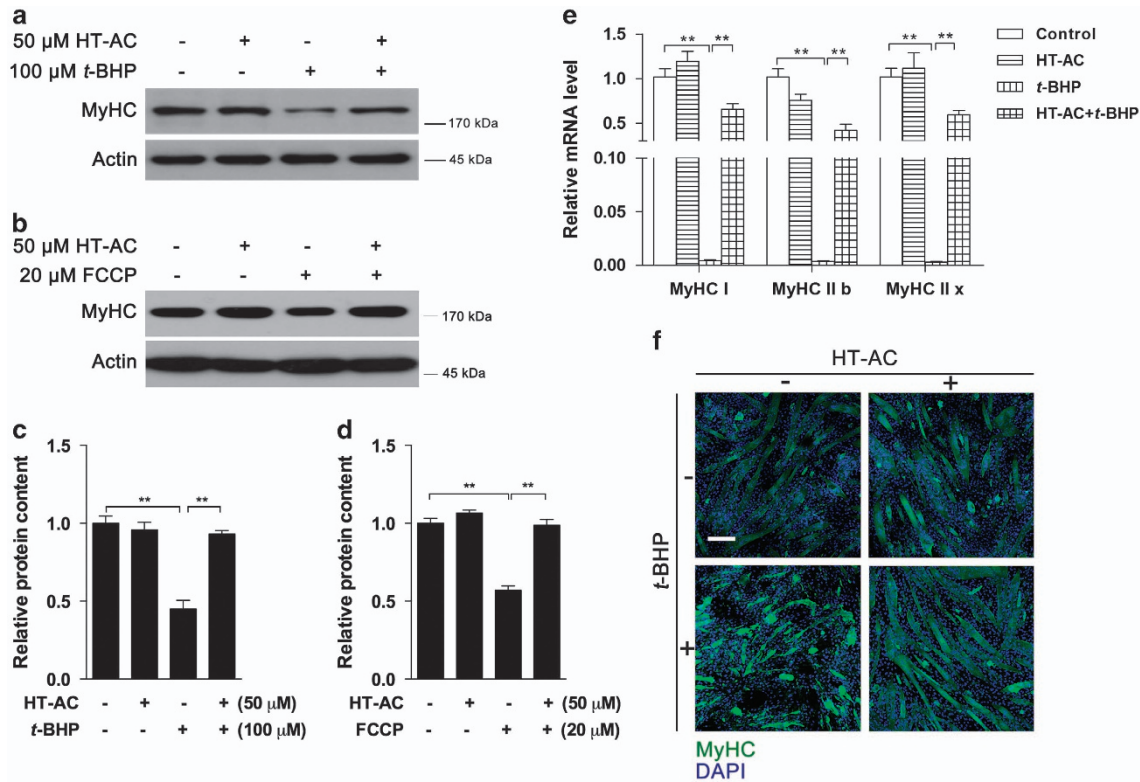 a
50 μM HT-AC - + - +
100 μM t-BHP - - + +
MyHC
170 kDa
Actin
45 kDa
b
50 μM HT-AC - + - +
20 μM FCCP - - + +
MyHC
170 kDa
Actin
45 kDa
c
Relative protein content
1.5
1.0
0.5
0.0
** **
HT-AC - + - + (50 μM)
t-BHP - - + + (100 μM)
d
Relative protein content
1.5
1.0
0.5
0.0
** **
HT-AC - + - + (50 μM)
FCCP - - + + (20 μM)
e
Relative mRNA level
1.5
1.0
0.5
0.10
0.05
0.00
** ** ** ** ** **
MyHC I MyHC II b MyHC II x
Control
HT-AC
t-BHP
HT-AC+t-BHP
f
HT-AC
- +
t-BHP
-
+
MyHC
DAPI